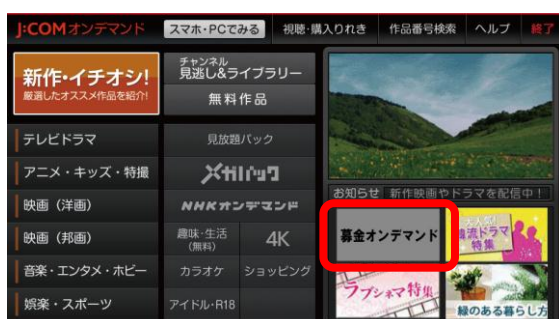 J:COMオンデマンド スマホ・PCでみる 視聴・購入りれき 作品番号検索 ヘルプ 終了
新作・イチオシ!
厳選したオススメ作品を紹介!
チャンネル
見逃し&ライブラリー
無料作品
テレビドラマ
見放題パック
アニメ・キッズ・特撮
メガパック
お知らせ 新作映画やドラマを配信中!
映画(洋画)
NHKオンデマンド
募金オンデマンド
韓流ドラマ
特集
映画(邦画)
趣味・生活
(無料)
4K
音楽・エンタメ・ホビー
カラオケ ショッピング
ラブシネマ特集
娯楽・スポーツ
アイドル・R18
緑のある暮らし方